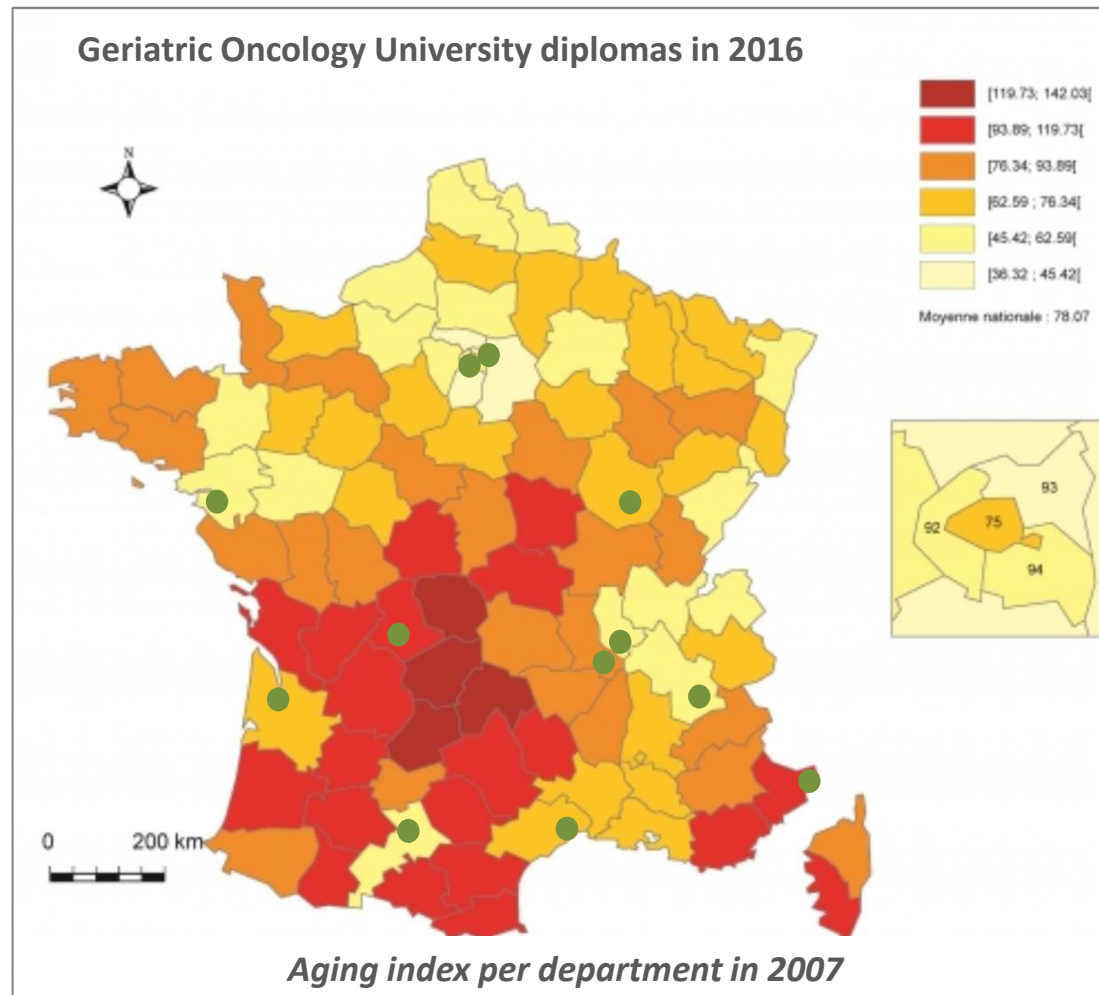 Geriatric Oncology University diplomas in 2016
[119.73; 142.03[
[93.89; 119.73[
[76.34; 93.89[
[62.59 ; 76.34[
[45.42; 62.59[
[36.32 ; 45.42[
Moyenne nationale : 78.07
N
93
92
75
94
0 200 km
Aging index per department in 2007